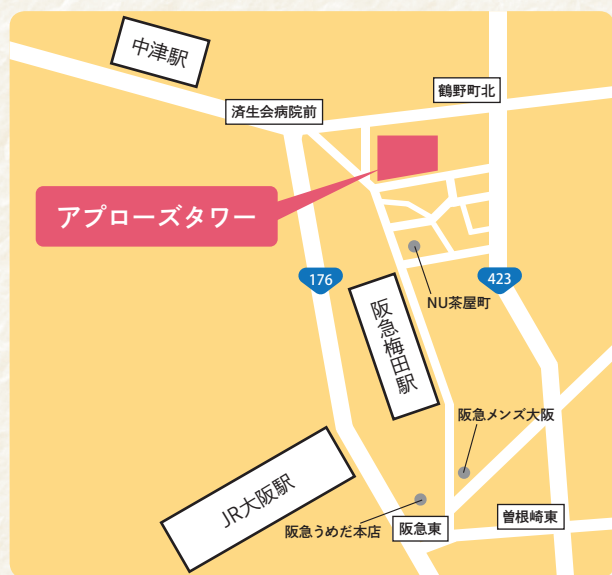 中津駅
鶴野町北
済生会病院前
アプローズタワー
176
423
NU茶屋町
阪急梅田駅
阪急メンズ大阪
JR大阪駅
阪急うめだ本店
阪急東
曽根崎東